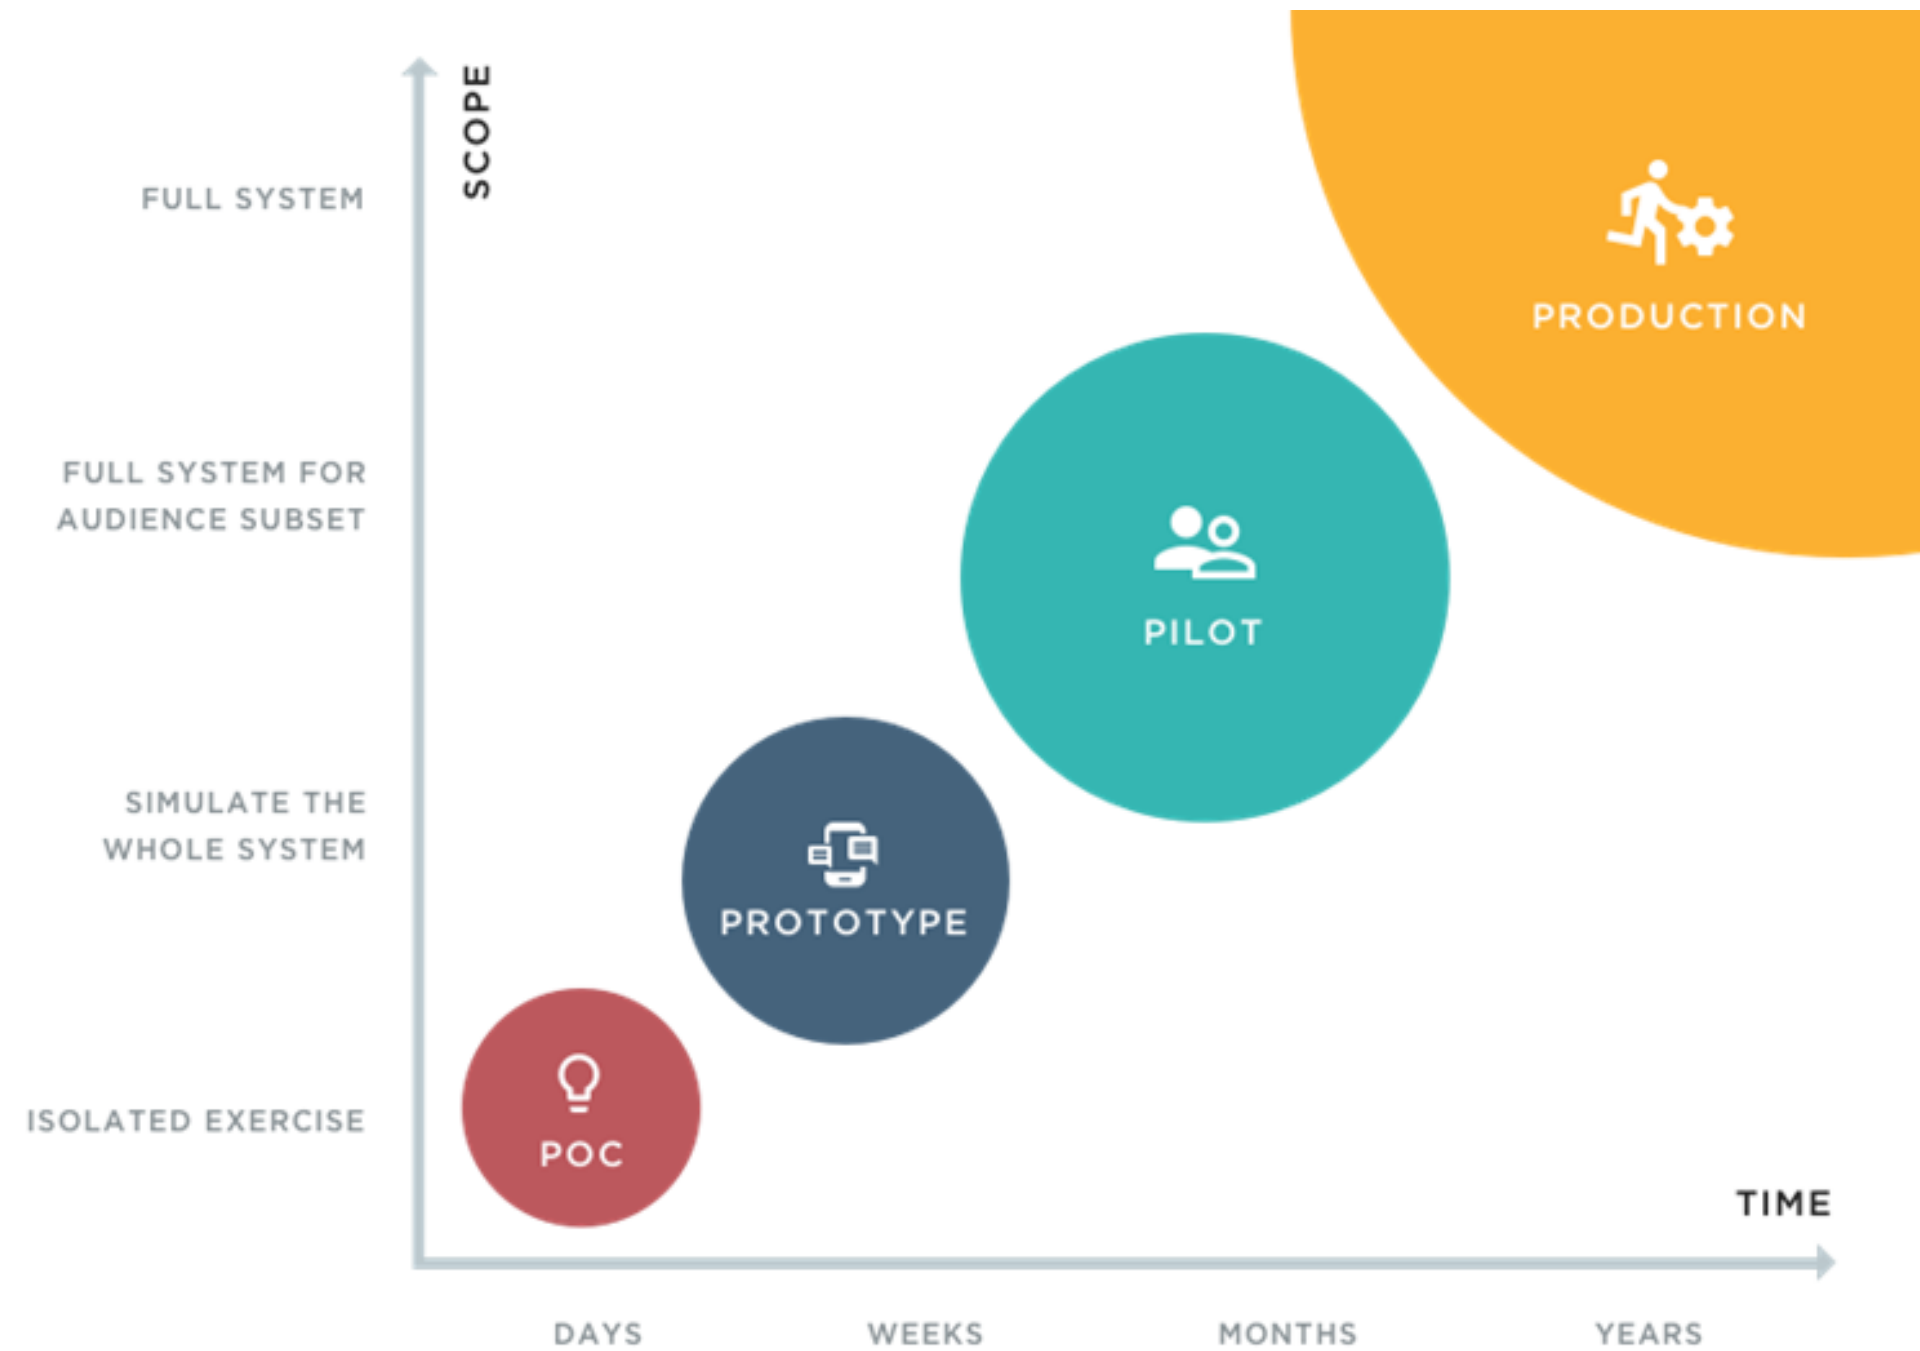 SCOPE
FULL SYSTEM
PRODUCTION
FULL SYSTEM FOR
AUDIENCE SUBSET
PILOT
SIMULATE THE
WHOLE SYSTEM
PROTOTYPE
ISOLATED EXERCISE
POC
TIME
DAYS
WEEKS
MONTHS
YEARS